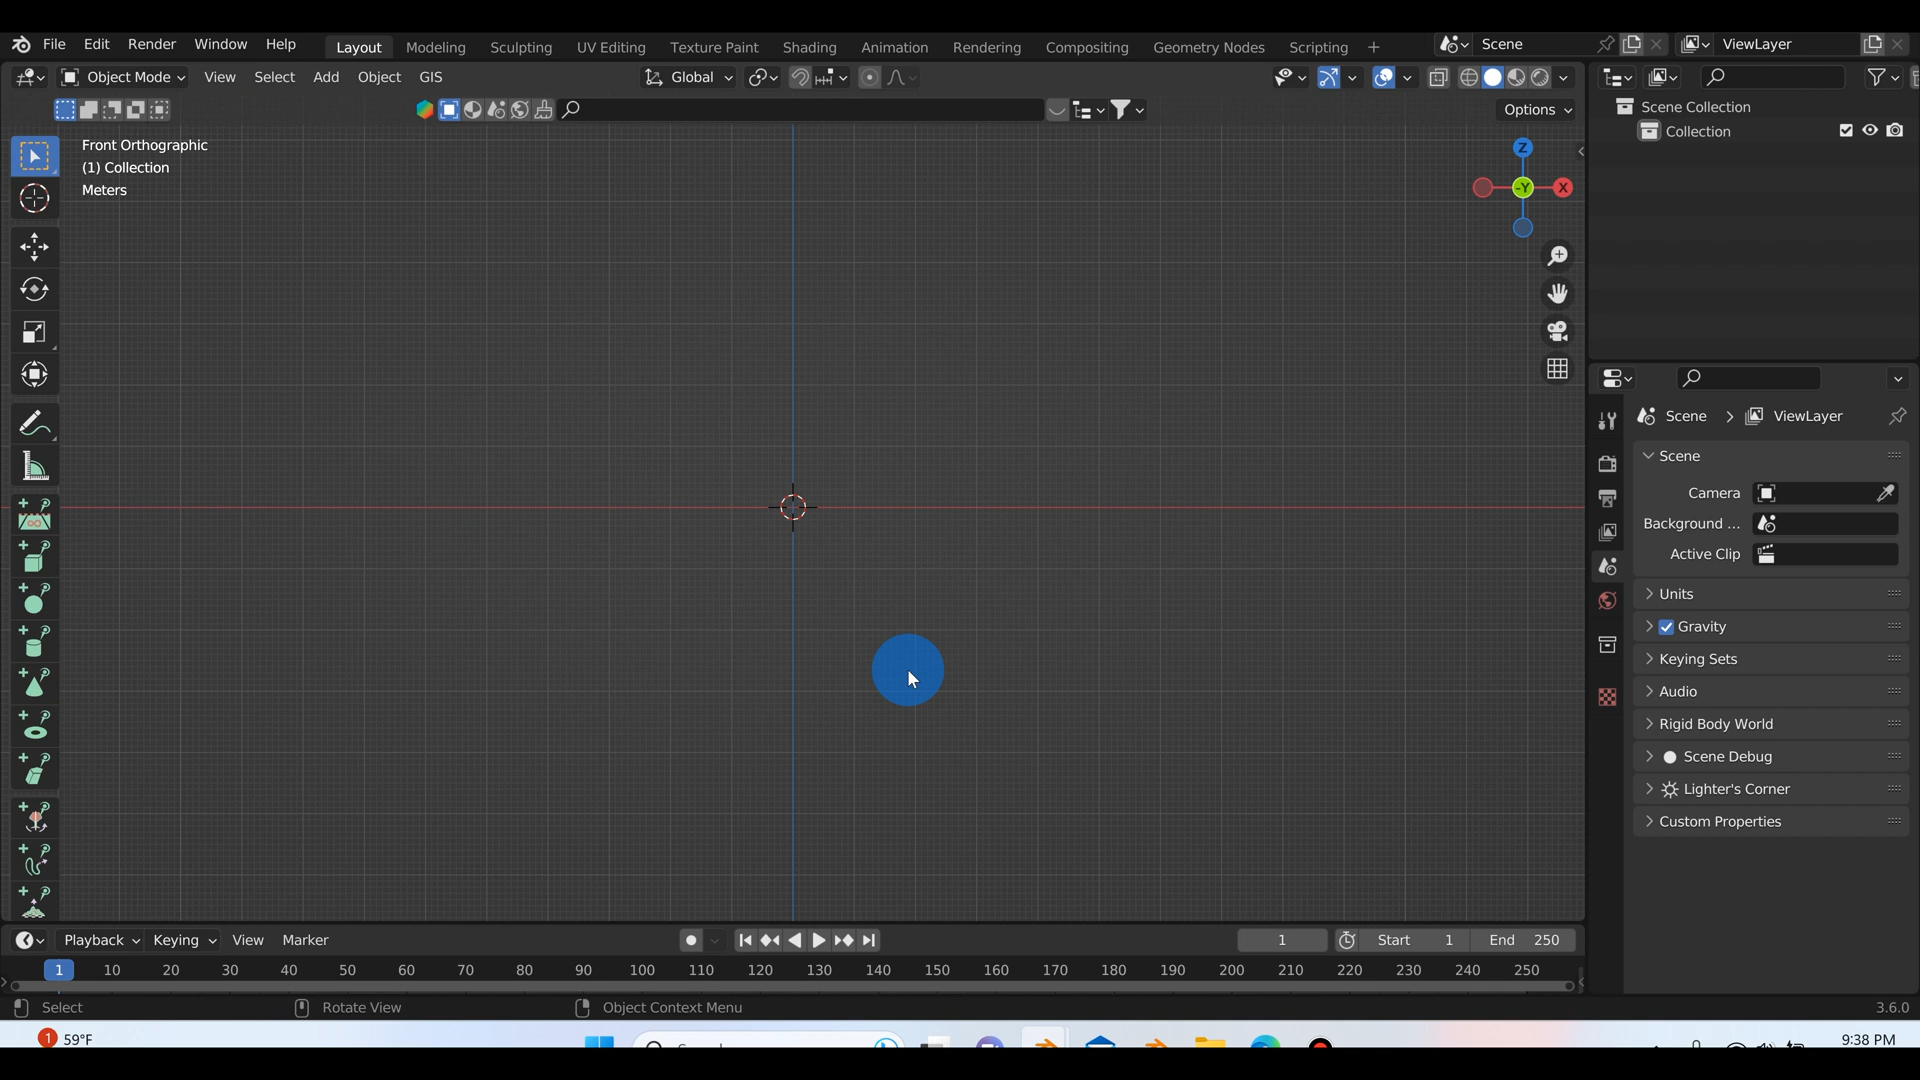 File Edit Render Window Help Layout Modeling Sculpting UV Editing Texture Paint Shading Animation Rendering Compositing Geometry Nodes Scripting + Scene ViewLayer
Object Mode View Select Add Object GIS Global
Options
Scene Collection
Collection
Front Orthographic
(1) Collection
Meters
Z
-Y X
Scene > ViewLayer
Scene
Camera
Background ...
Active Clip
Units
Gravity
Keying Sets
Audio
Rigid Body World
Scene Debug
Lighter's Corner
Custom Properties
Playback Keying View Marker 1 Start 1 End 250
1 10 20 30 40 50 60 70 80 90 100 110 120 130 140 150 160 170 180 190 200 210 220 230 240 250
Select Rotate View Object Context Menu 3.6.0
1 59°F 9:38 PM